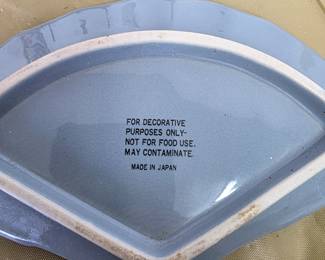 FOR DECORATIVE
PURPOSES ONLY-
NOT FOR FOOD USE.
MAY CONTAMINATE.
MADE IN JAPAN